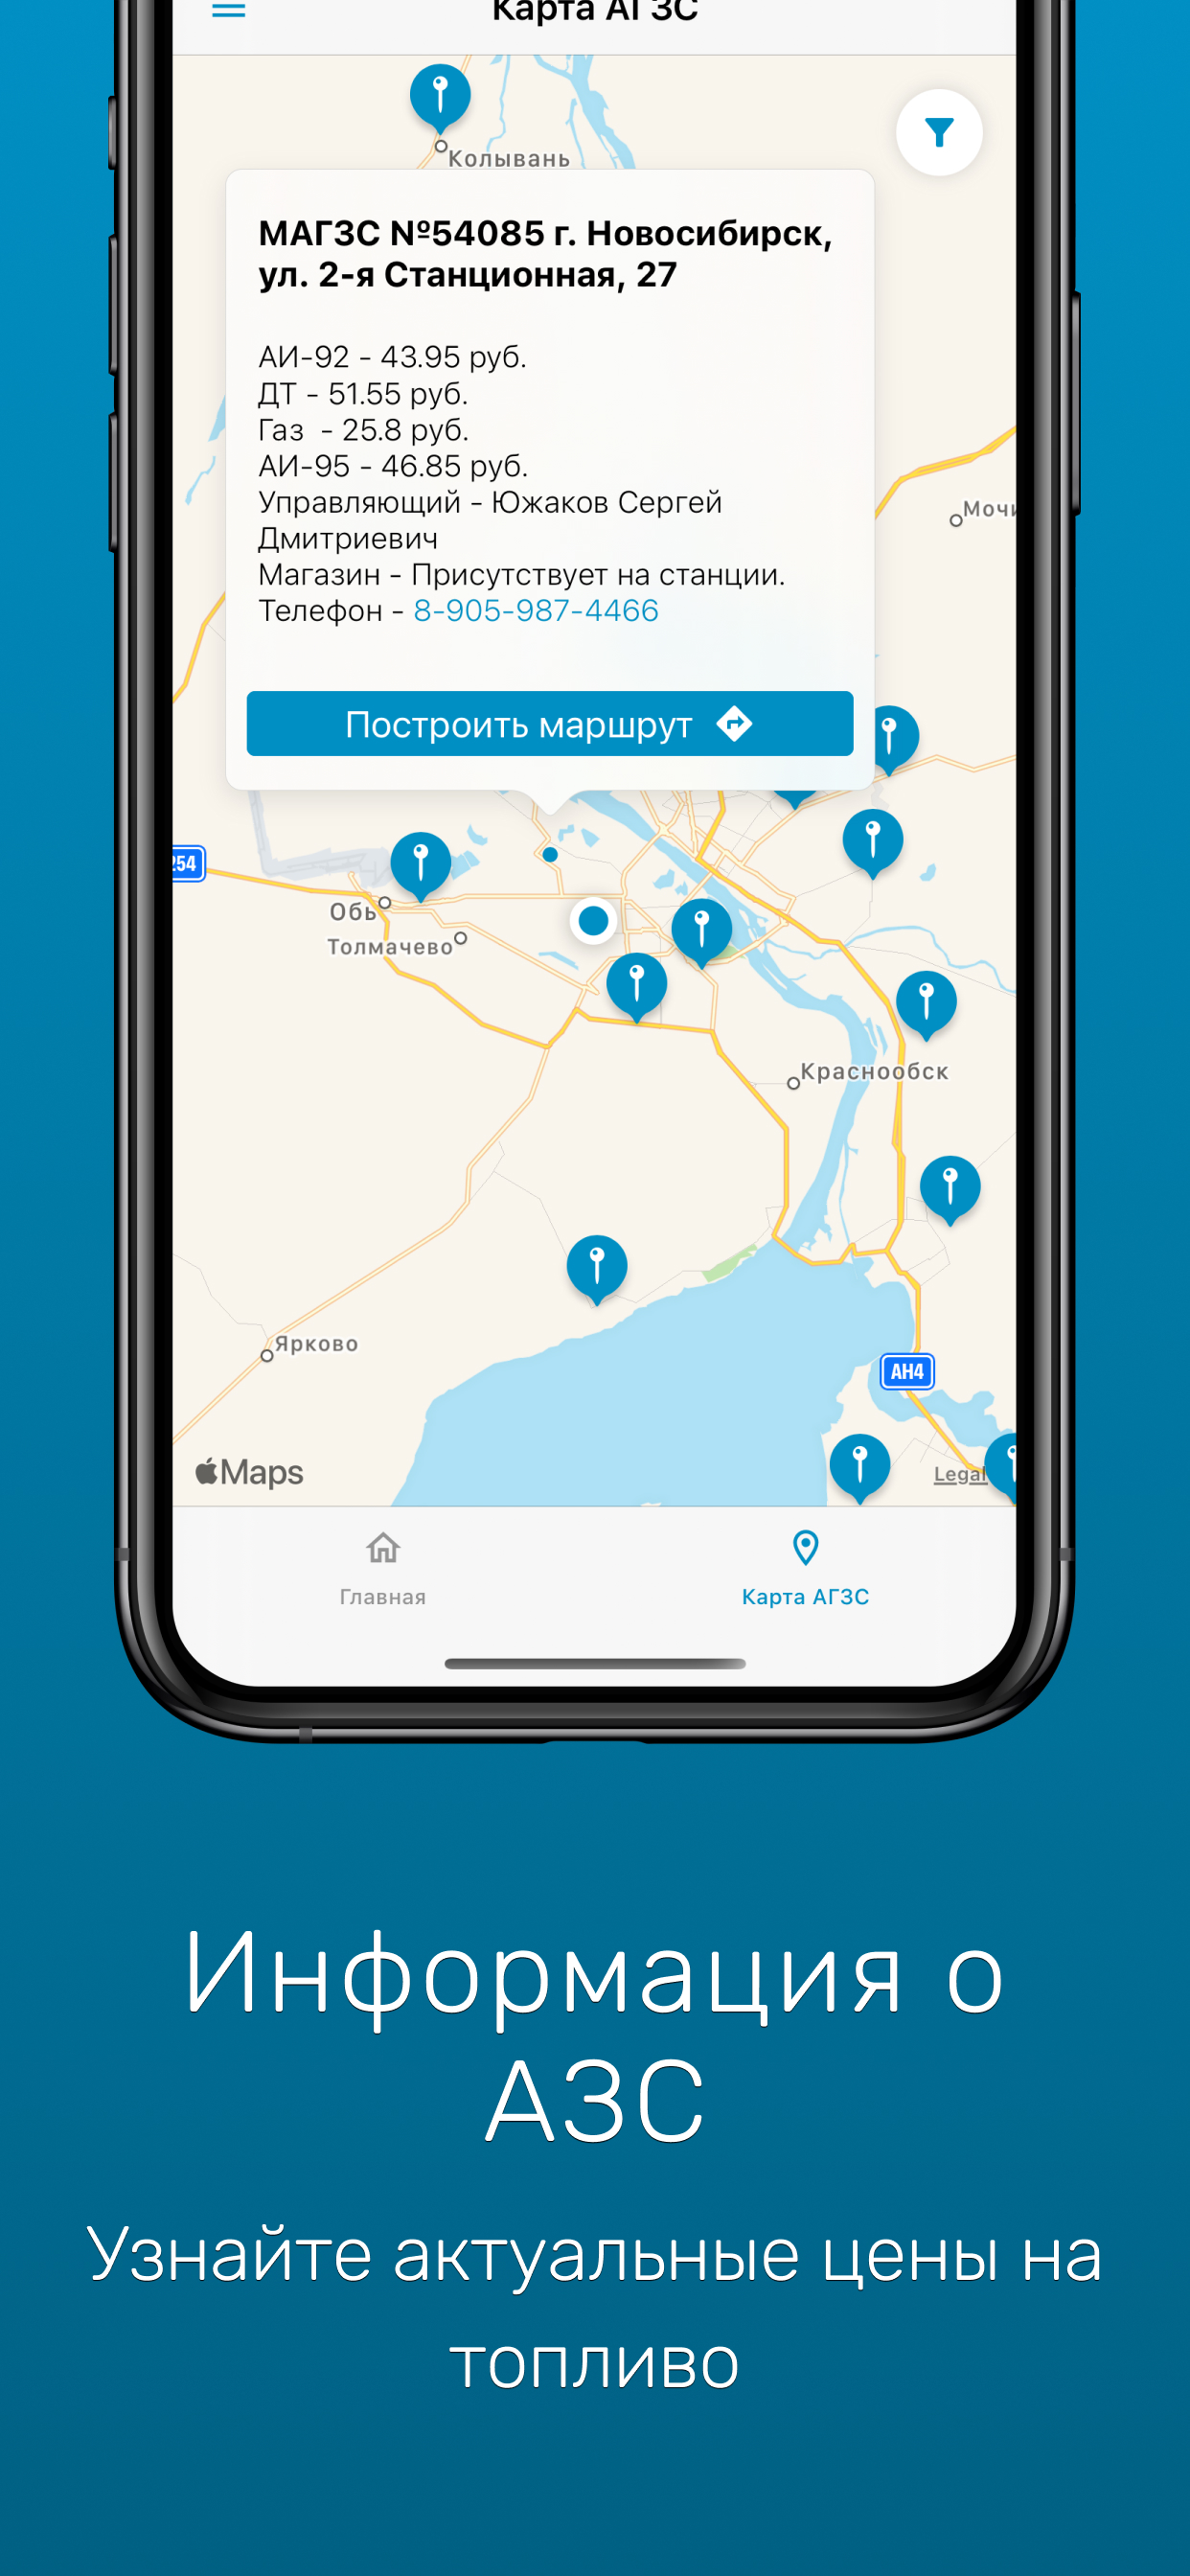 Карта АГЗС
Колывань
МАГЗС №54085 г. Новосибирск,
ул. 2-я Станционная, 27
АИ-92 - 43.95 руб.
ДТ - 51.55 руб.
Газ  - 25.8 руб.
АИ-95 - 46.85 руб.
Управляющий - Южаков Сергей
Дмитриевич
Магазин - Присутствует на станции.
Телефон - 8-905-987-4466
Построить маршрут
Мочи
254
Обь
Толмачево
Краснообск
Ярково
AH4
Maps
Legal
Главная
Карта АГЗС
Информация о
АЗС
Узнайте актуальные цены на
топливо